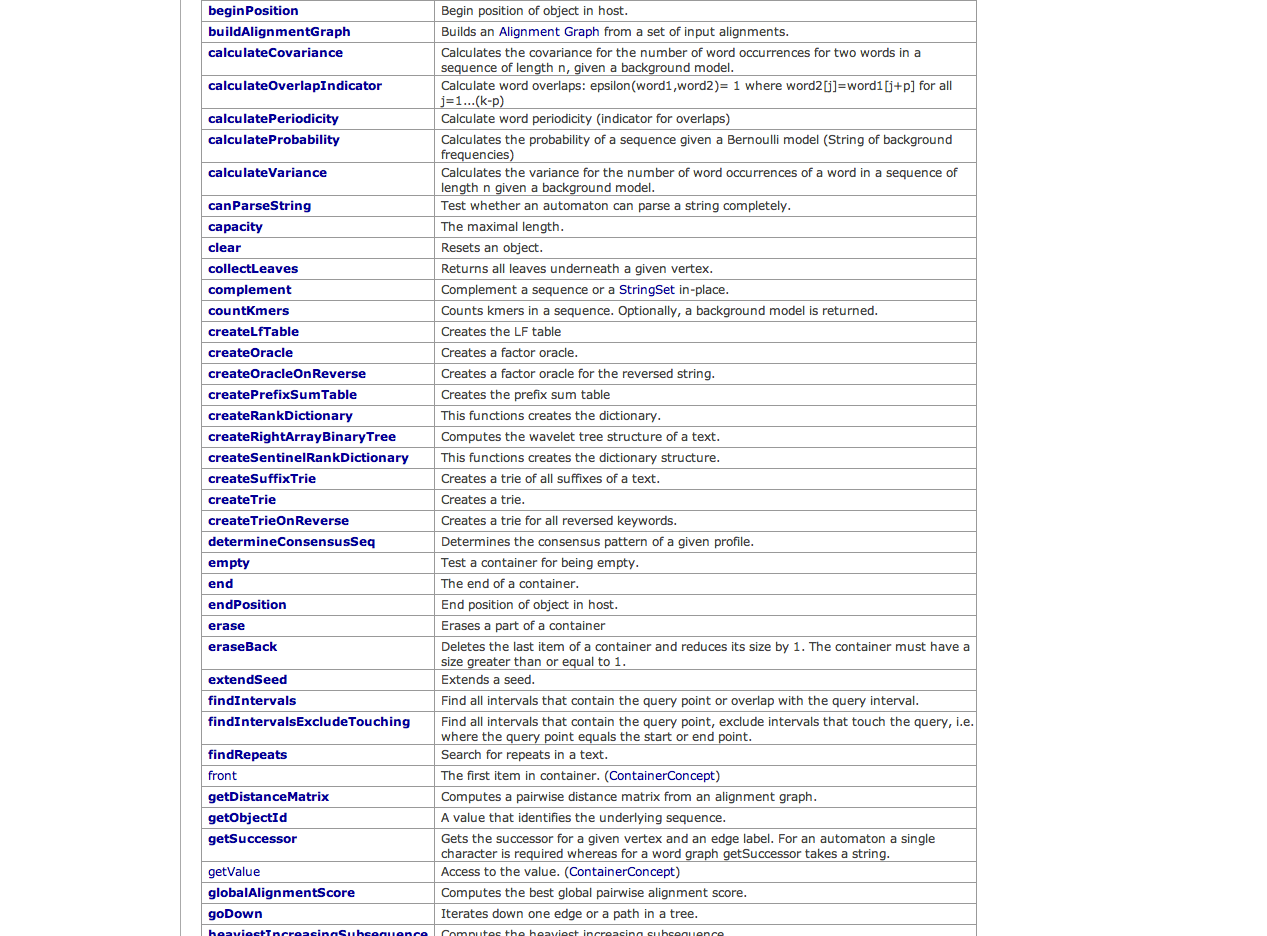 beginPosition Begin position of object in host.
buildAlignmentGraph Builds an Alignment Graph from a set of input alignments.
calculateCovariance Calculates the covariance for the number of word occurrences for two words in a
sequence of length n, given a background model.
calculateOverlapIndicator Calculate word overlaps: epsilon(word1,word2)= 1 where word2[j]=word1[j+p] for all
j=1...(k-p)
calculatePeriodicity Calculate word periodicity (indicator for overlaps)
calculateProbability Calculates the probability of a sequence given a Bernoulli model (String of background
frequencies)
calculateVariance Calculates the variance for the number of word occurrences of a word in a sequence of
length n given a background model.
canParseString Test whether an automaton can parse a string completely.
capacity The maximal length.
clear Resets an object.
collectLeaves Returns all leaves underneath a given vertex.
complement Complement a sequence or a StringSet in-place.
countKmers Counts kmers in a sequence. Optionally, a background model is returned.
createLfTable Creates the LF table
createOracle Creates a factor oracle.
createOracleOnReverse Creates a factor oracle for the reversed string.
createPrefixSumTable Creates the prefix sum table
createRankDictionary This functions creates the dictionary.
createRightArrayBinaryTree Computes the wavelet tree structure of a text.
createSentinelRankDictionary This functions creates the dictionary structure.
createSuffixTrie Creates a trie of all suffixes of a text.
createTrie Creates a trie.
createTrieOnReverse Creates a trie for all reversed keywords.
determineConsensusSeq Determines the consensus pattern of a given profile.
empty Test a container for being empty.
end The end of a container.
endPosition End position of object in host.
erase Erases a part of a container
eraseBack Deletes the last item of a container and reduces its size by 1. The container must have a
size greater than or equal to 1.
extendSeed Extends a seed.
findIntervals Find all intervals that contain the query point or overlap with the query interval.
findIntervalsExcludeTouching Find all intervals that contain the query point, exclude intervals that touch the query, i.e.
where the query point equals the start or end point.
findRepeats Search for repeats in a text.
front The first item in container. (ContainerConcept)
getDistanceMatrix Computes a pairwise distance matrix from an alignment graph.
getObjectId A value that identifies the underlying sequence.
getSuccessor Gets the successor for a given vertex and an edge label. For an automaton a single
character is required whereas for a word graph getSuccessor takes a string.
getValue Access to the value. (ContainerConcept)
globalAlignmentScore Computes the best global pairwise alignment score.
goDown Iterates down one edge or a path in a tree.
heaviestIncreasingSubsequence Computes the heaviest increasing subsequence.